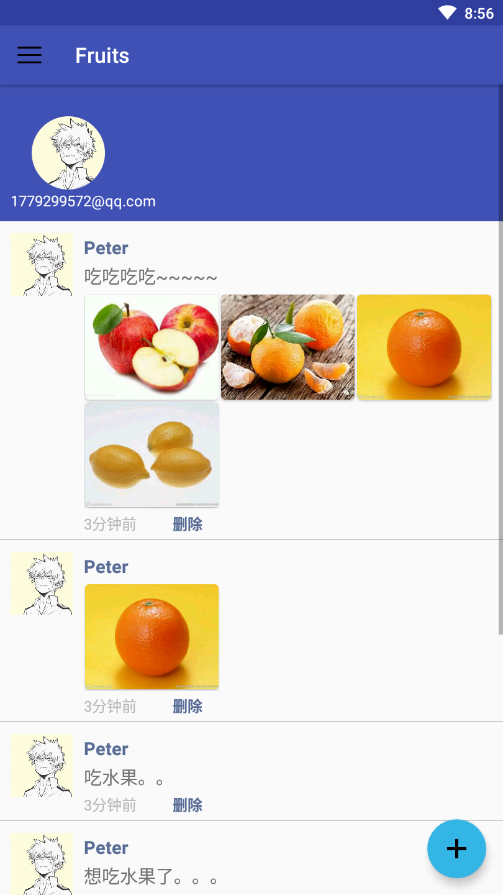 8:56
Fruits
1779299572@qq.com
Peter
吃吃吃吃~~~~~
3分钟前 删除
Peter
3分钟前 删除
Peter
吃水果。。
3分钟前 删除
Peter
想吃水果了。。。